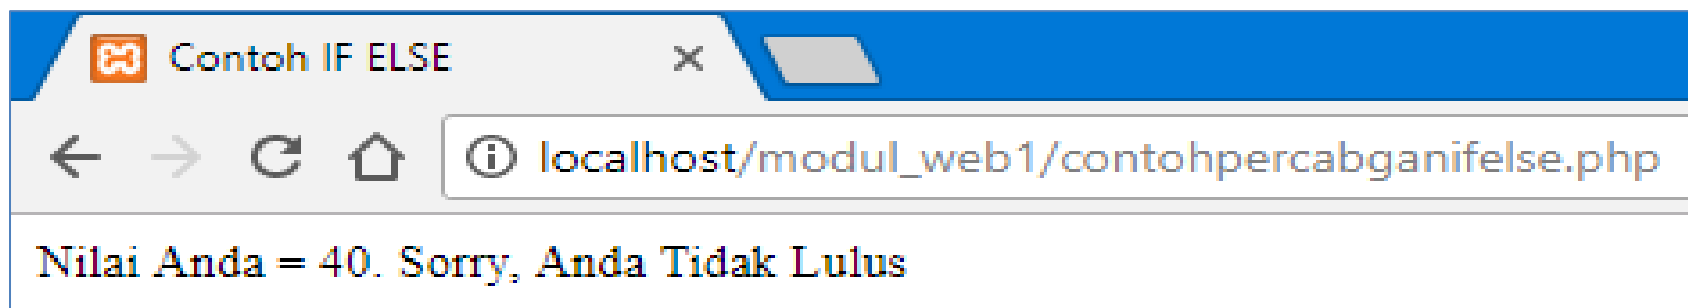 Contoh IF ELSE
localhost/modul_web1/contohpercabganifelse.php
Nilai Anda = 40. Sorry, Anda Tidak Lulus